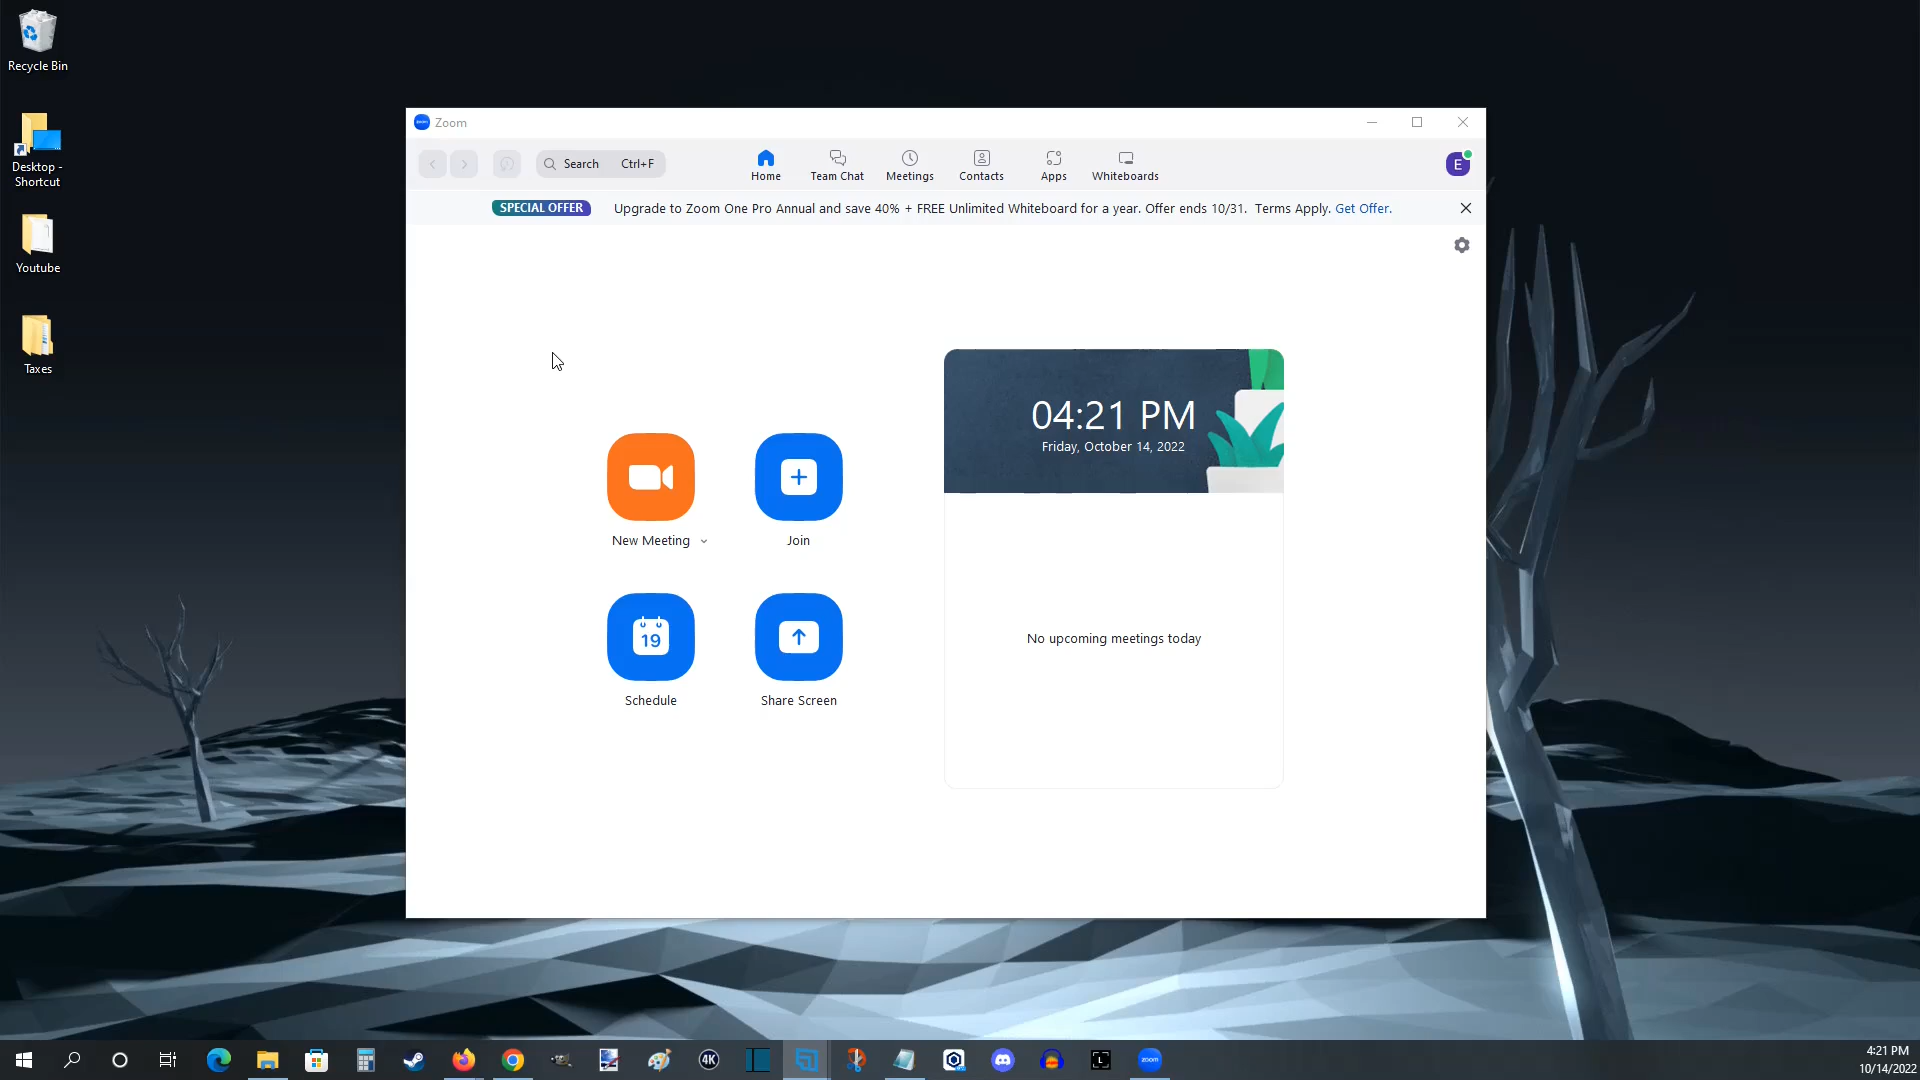 Recycle Bin
Desktop -
Shortcut
Youtube
Taxes
zoom
Zoom
Search Ctrl+F
Home
Team Chat
Meetings
Contacts
Apps
Whiteboards
E
SPECIAL OFFER
Upgrade to Zoom One Pro Annual and save 40% + FREE Unlimited Whiteboard for a year. Offer ends 10/31. Terms Apply. Get Offer.
04:21 PM
Friday, October 14, 2022
New Meeting
Join
19
No upcoming meetings today
Schedule
Share Screen
4K
L
zoom
4:21 PM
10/14/2022